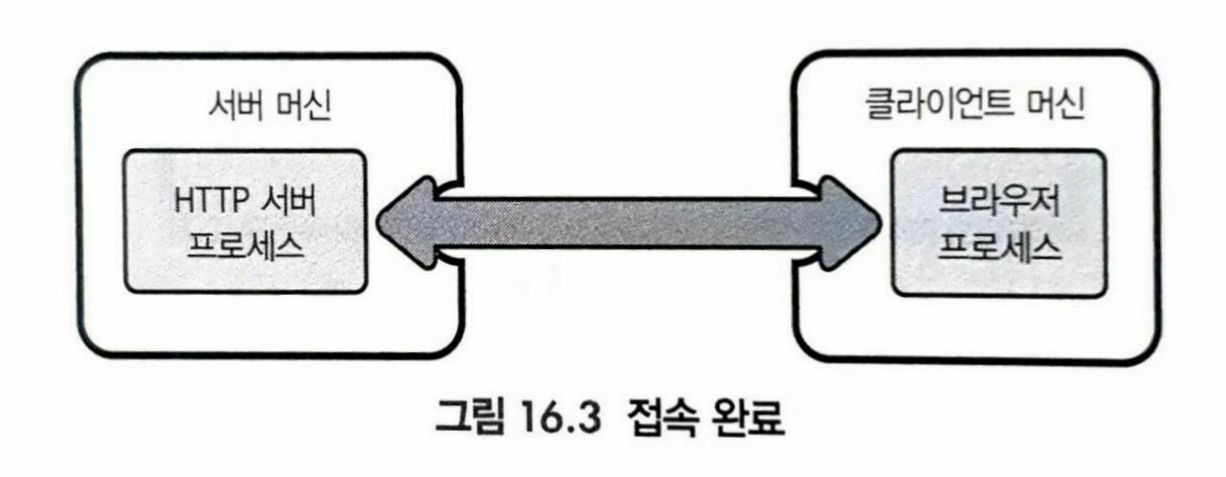 서버 머신
HTTP 서버
프로세스
클라이언트 머신
브라우저
프로세스
그림 16.3 접속 완료